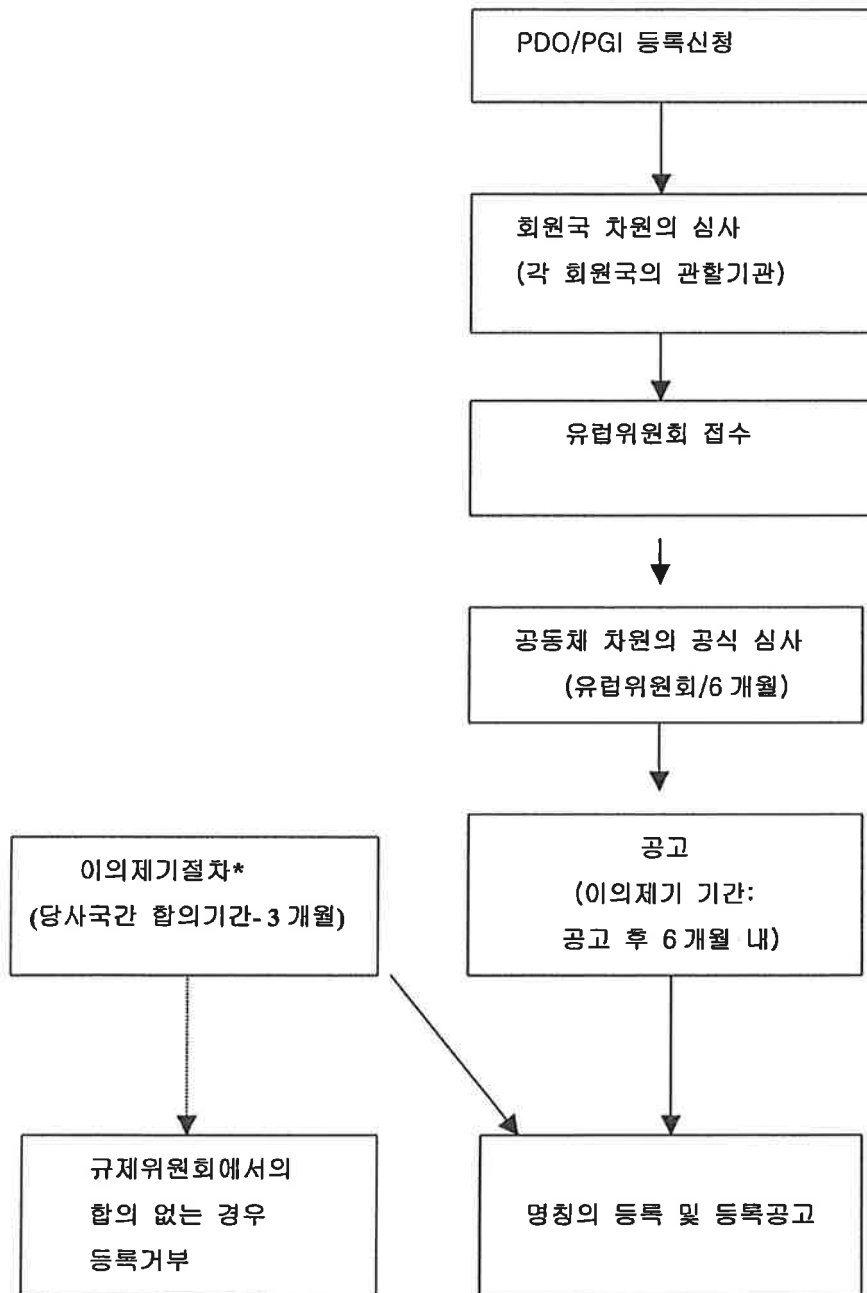 PDO/PGI 등록신청
회원국 차원의 심사
(각 회원국의 관할기관)
유럽위원회 접수
공동체 차원의 공식 심사
(유럽위원회/6 개월)
공고
(이의제기 기간:
공고 후 6 개월 내)
이의제기절차*
(당사국간 합의기간- 3 개월)
규제위원회에서의
합의 없는 경우
등록거부
명칭의 등록 및 등록공고